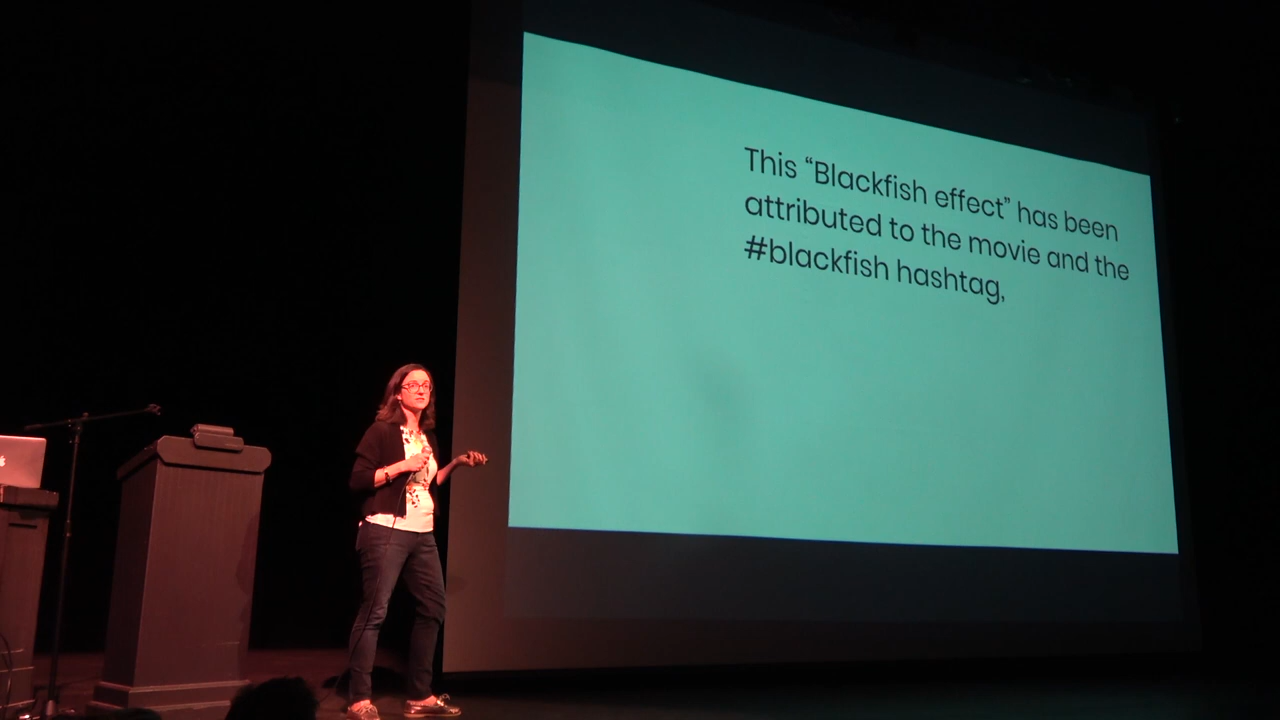 This “Blackfish effect” has been
attributed to the movie and the
#blackfish hashtag,